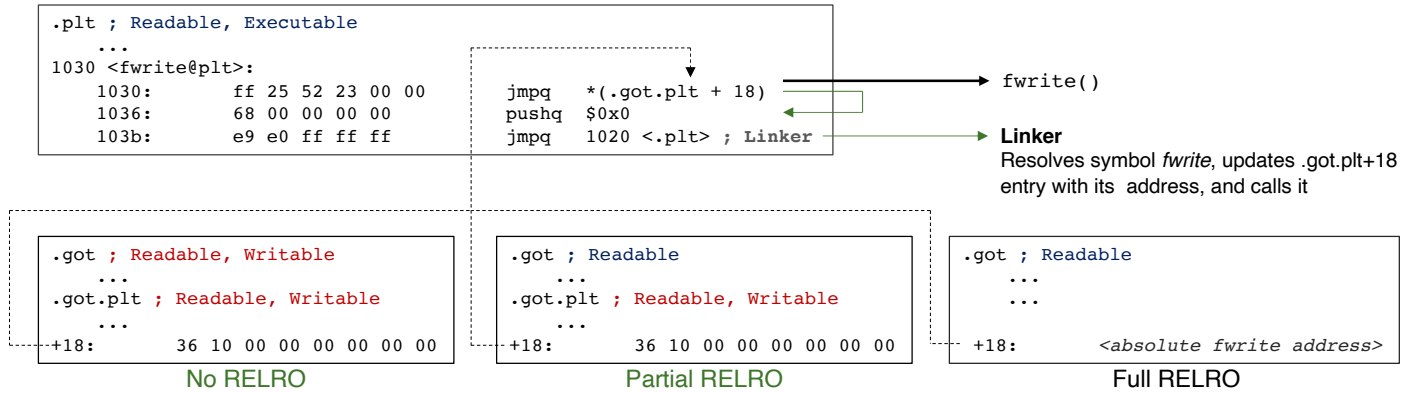 .plt ; Readable, Executable
...
1030 <fwrite@plt>:
1030: ff 25 52 23 00 00 jmpq *(.got.plt + 18)
fwrite()
1036: 68 00 00 00 00 pushq $0x0
103b: e9 e0 ff ff ff jmpq 1020 <.plt> ; Linker
Linker
Resolves symbol fwrite, updates .got.plt+18
entry with its address, and calls it
.got ; Readable, Writable
...
.got.plt ; Readable, Writable
...
+18: 36 10 00 00 00 00 00 00
No RELRO
.got ; Readable
...
.got.plt ; Readable, Writable
...
+18: 36 10 00 00 00 00 00 00
Partial RELRO
.got ; Readable
...
...
+18: <absolute fwrite address>
Full RELRO